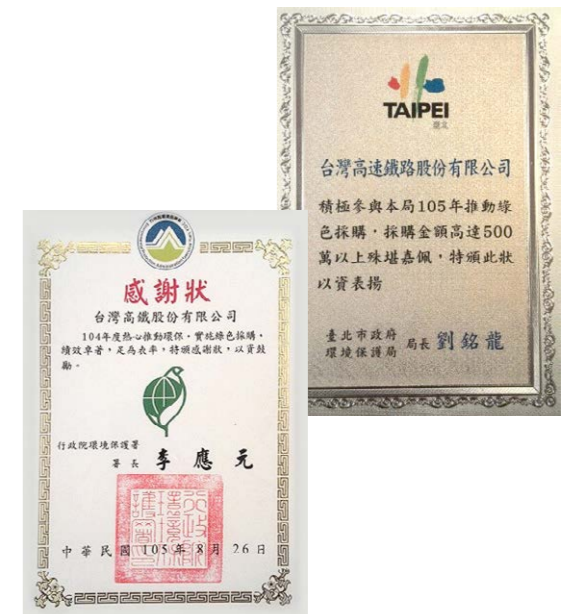 TAIPEI
臺北
台灣高速鐵路股份有限公司
積極參與本局105年推動綠
色採購,採購金額高達500
萬以上殊堪嘉佩,特頒此狀
以資表揚
臺北市政府
環境保護局
局長 劉銘龍
感謝狀
台灣高鐵股份有限公司
104年度熱心推動環保,實施綠色採購,
績效卓著,足為表率,特頒感謝狀,以資鼓
勵。
行政院環境保護署
署長 李應元
中華民國105年8月26日